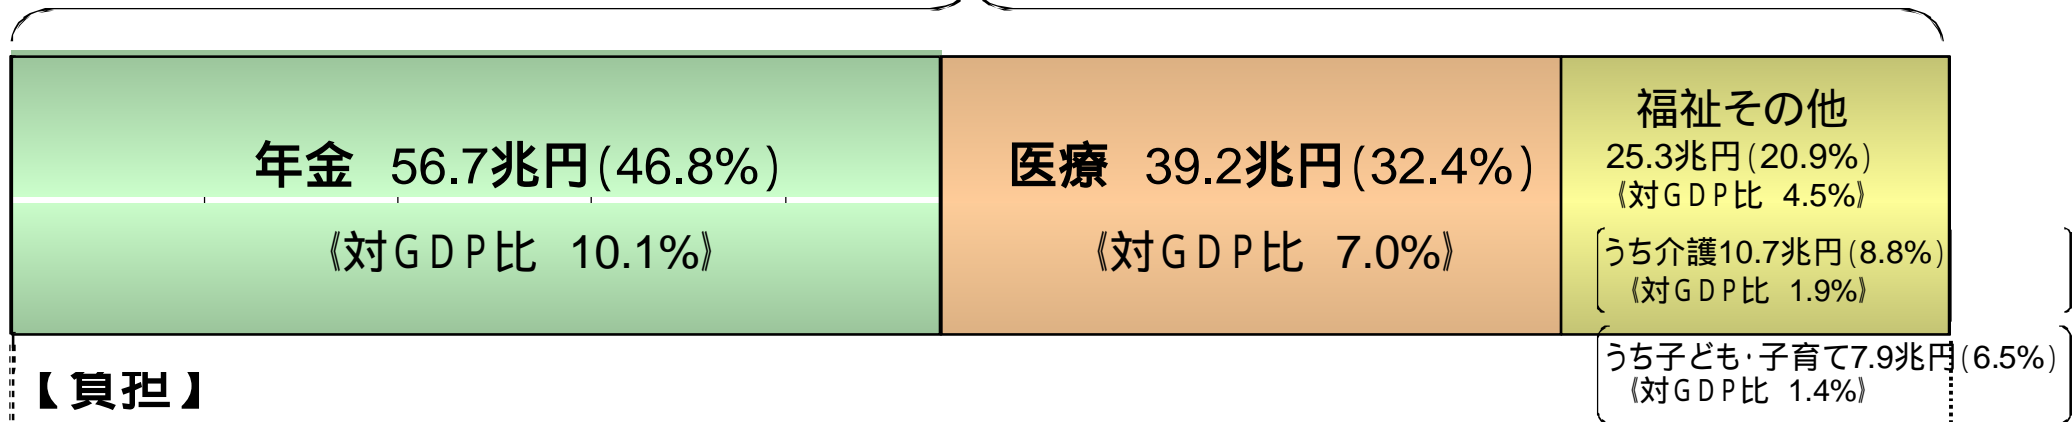 年金 56.7兆円(46.8%)
《対GDP比 10.1%》
医療 39.2兆円(32.4%)
《対GDP比 7.0%》
福祉その他
25.3兆円(20.9%)
《対GDP比 4.5%》
うち介護10.7兆円(8.8%)
《対GDP比 1.9%》
うち子ども・子育て7.9兆円(6.5%)
《対GDP比 1.4%》
【負担】